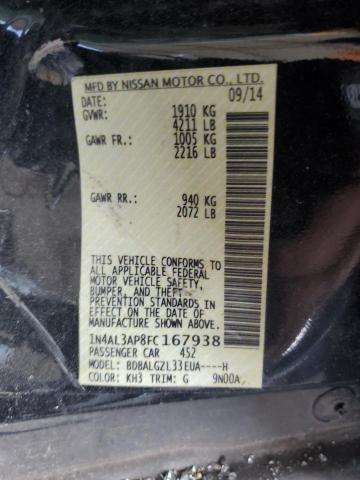 MFD BY NISSAN MOTOR CO., LTD.
DATE: 09/14
GVWR: 1910 KG
4211 LB
GAWR FR: 1005 KG
2216 LB
GAWR RR: 940 KG
2072 LB
THIS VEHICLE CONFORMS TO
ALL APPLICABLE FEDERAL
MOTOR VEHICLE SAFETY,
BUMPER, AND THEFT
PREVENTION STANDARDS IN
EFFECT ON THE DATE OF
MANUFACTURE SHOWN ABOVE.
1N4AL3AP8FC167938
PASSENGER CAR 452
MODEL: BDBALGZL33EUA----H
COLOR: KH3 TRIM: G 9N00A